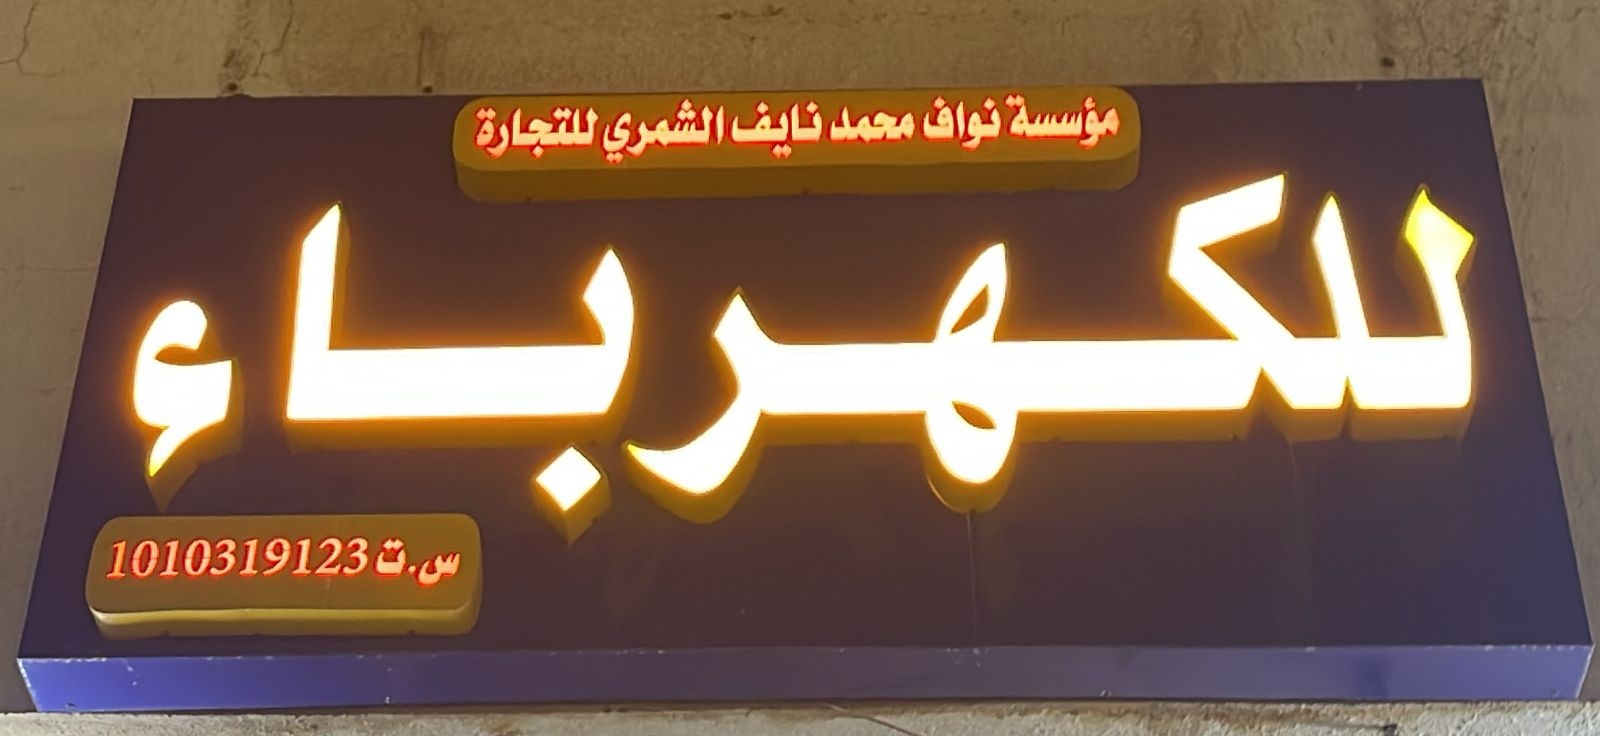 مؤسسة نواف محمد نايف الشمري للتجارة
للكهرباء
س.ت 1010319123